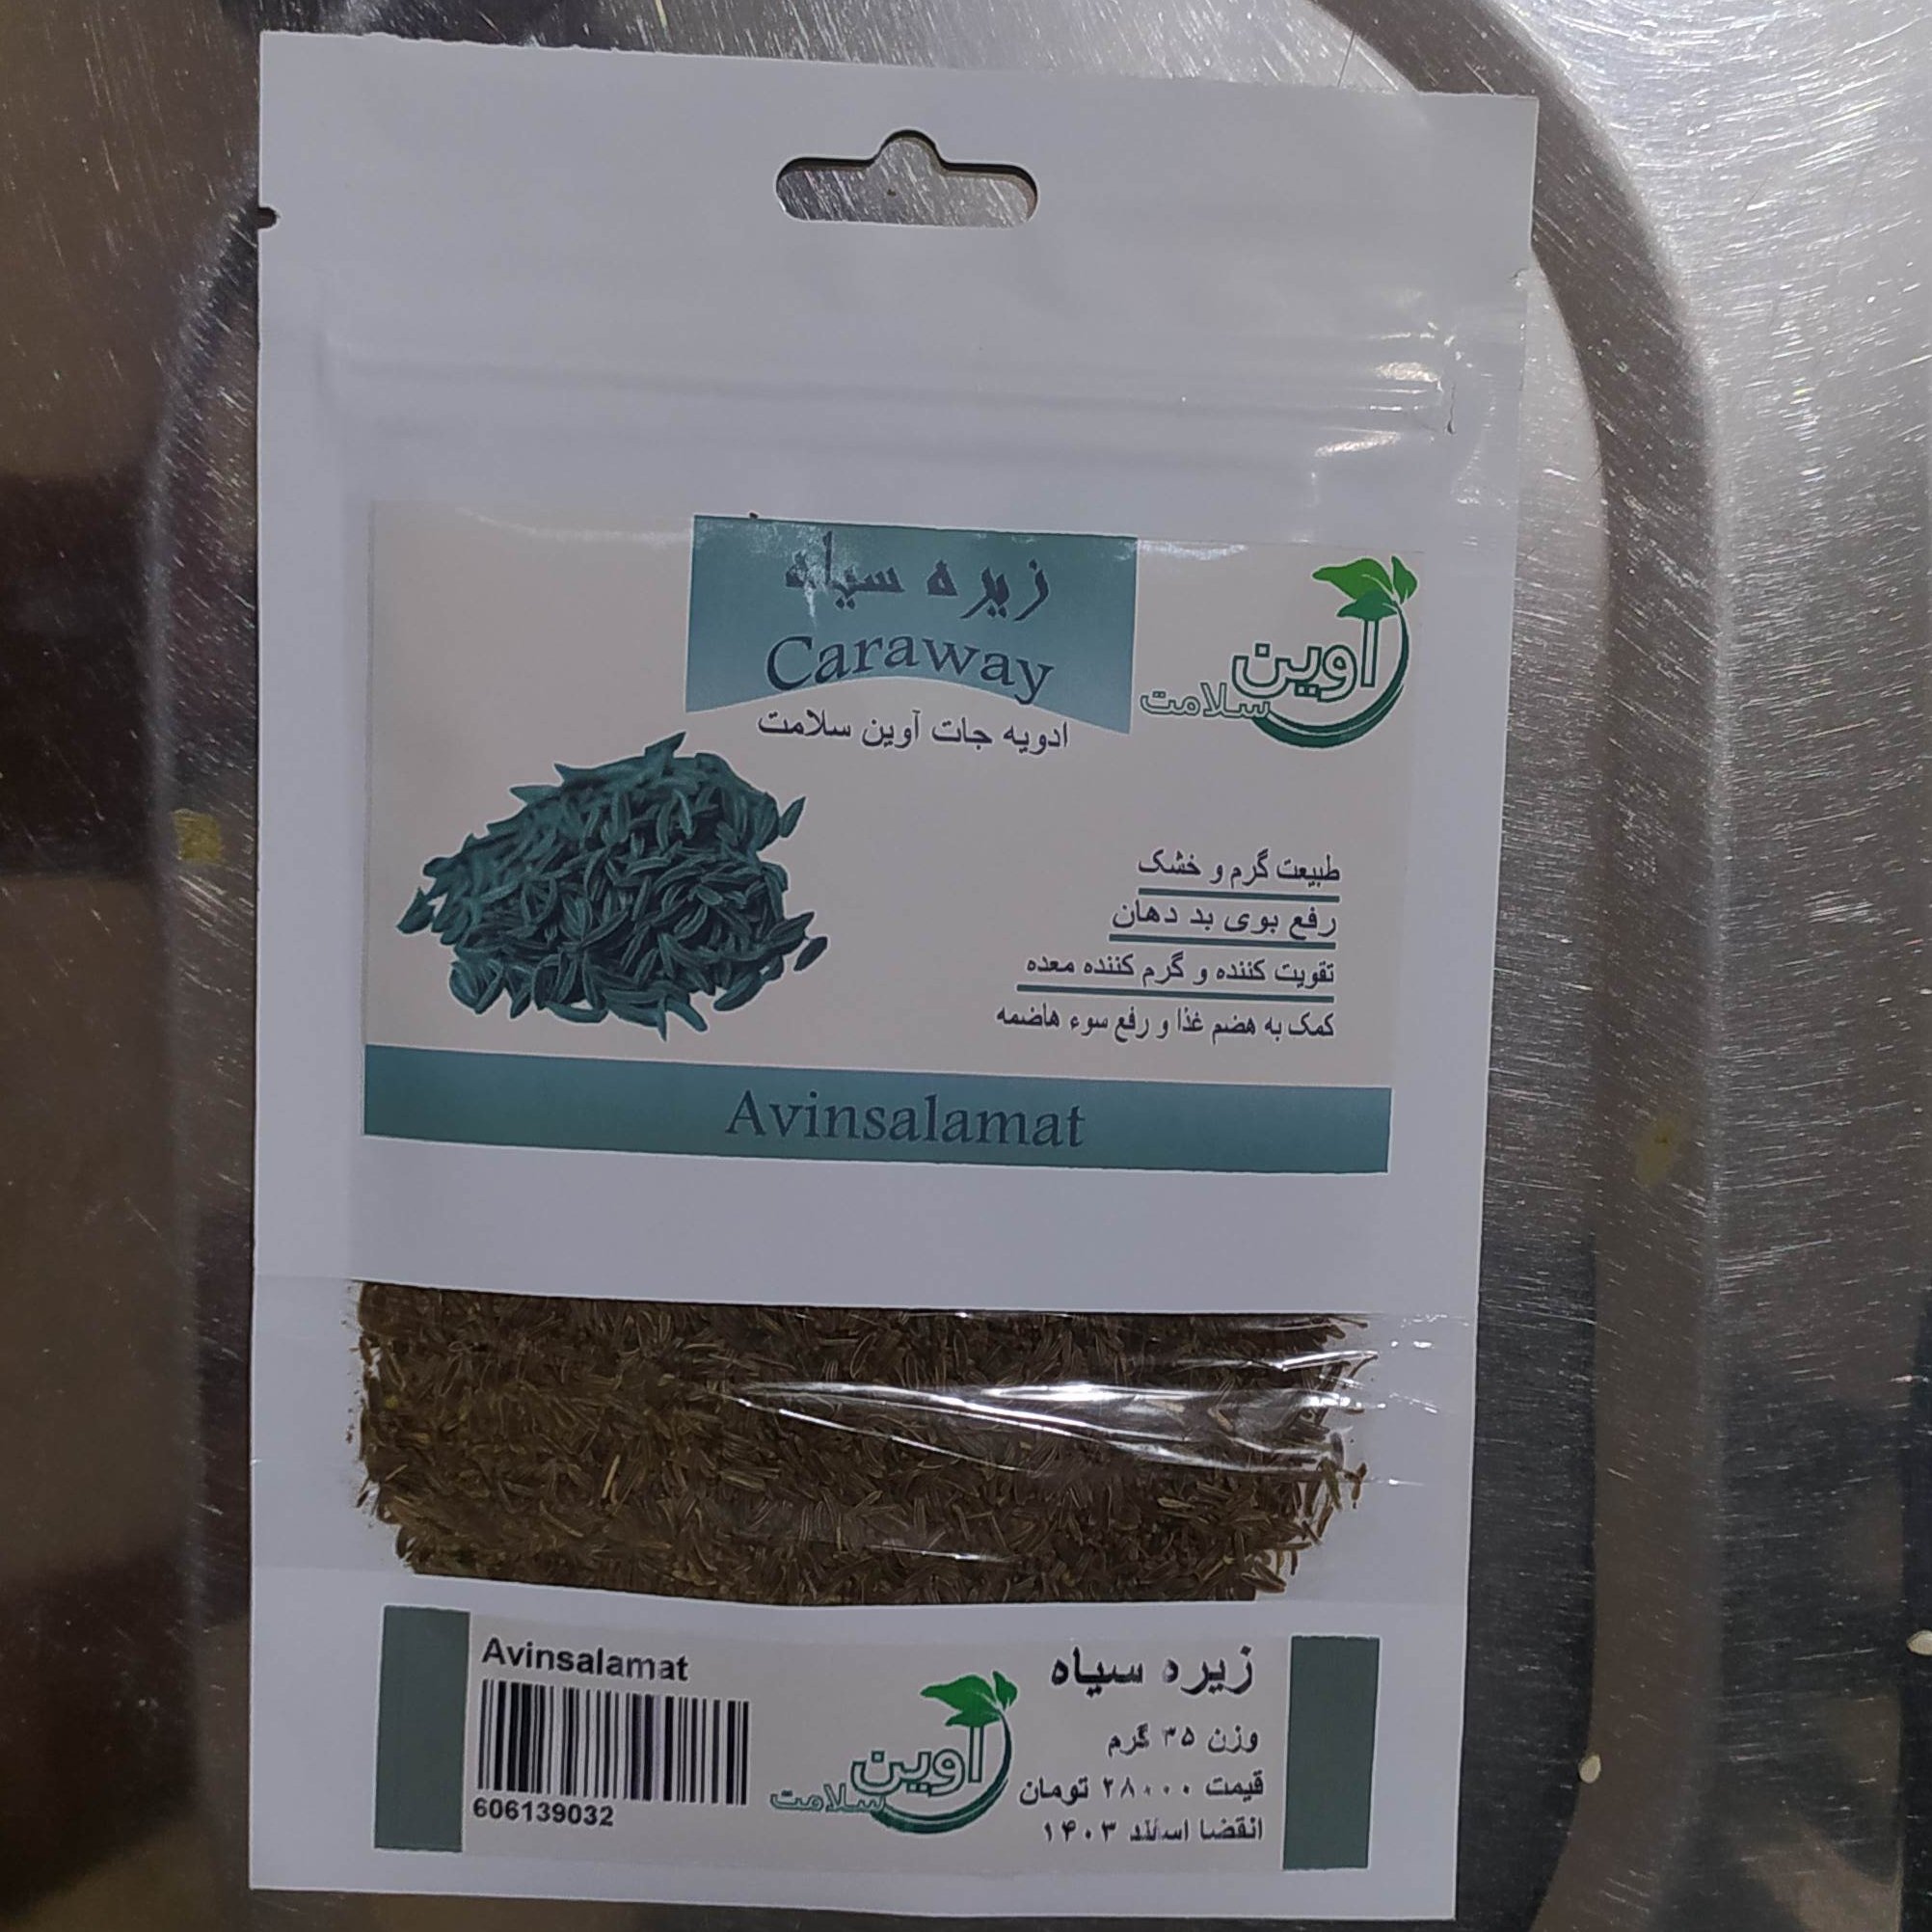 زیره سیاه
Caraway
آوین
سلامت
ادویه جات آوین سلامت
طبیعت گرم و خشک
رفع بوی بد دهان
تقویت کننده و گرم کننده معده
کمک به هضم غذا و رفع سوء هاضمه
Avinsalamat
زیره سیاه
وزن ۳۵ گرم
قیمت ۲۸۰۰۰ تومان
انقضا اسفند ۱۴۰۳
آوین
سلامت
Avinsalamat
606139032